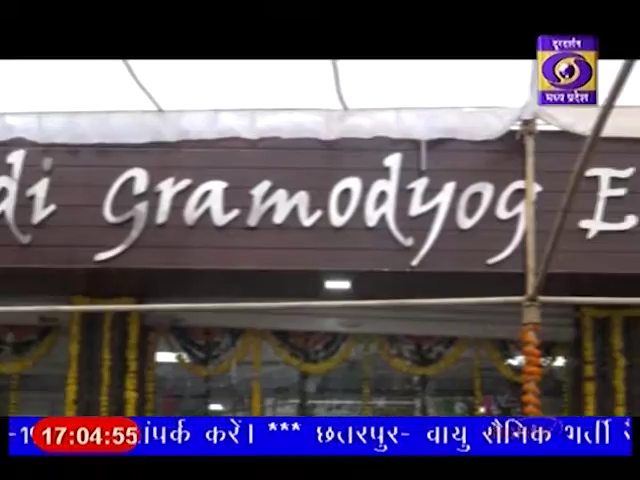 दूरदर्शन
मध्य प्रदेश
di Gramodyog E
17:04:55 संपर्क करें। *** छतरपुर- वायु सैनिक भर्ती